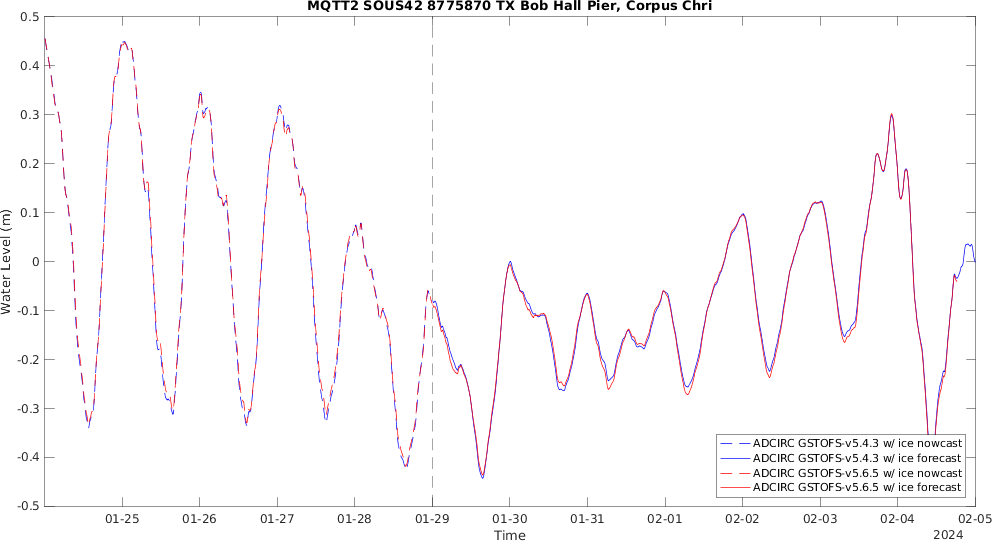 MQTT2 SOUS42 8775870 TX Bob Hall Pier, Corpus Chri
0.5
0.4
0.3
0.2
0.1
0
-0.1
-0.2
-0.3
-0.4
-0.5
Water Level (m)
ADCIRC GSTOFS-v5.4.3 w/ ice nowcast
ADCIRC GSTOFS-v5.4.3 w/ ice forecast
ADCIRC GSTOFS-v5.6.5 w/ ice nowcast
ADCIRC GSTOFS-v5.6.5 w/ ice forecast
01-25 01-26 01-27 01-28 01-29 01-30 01-31 02-01 02-02 02-03 02-04 02-05
Time
2024